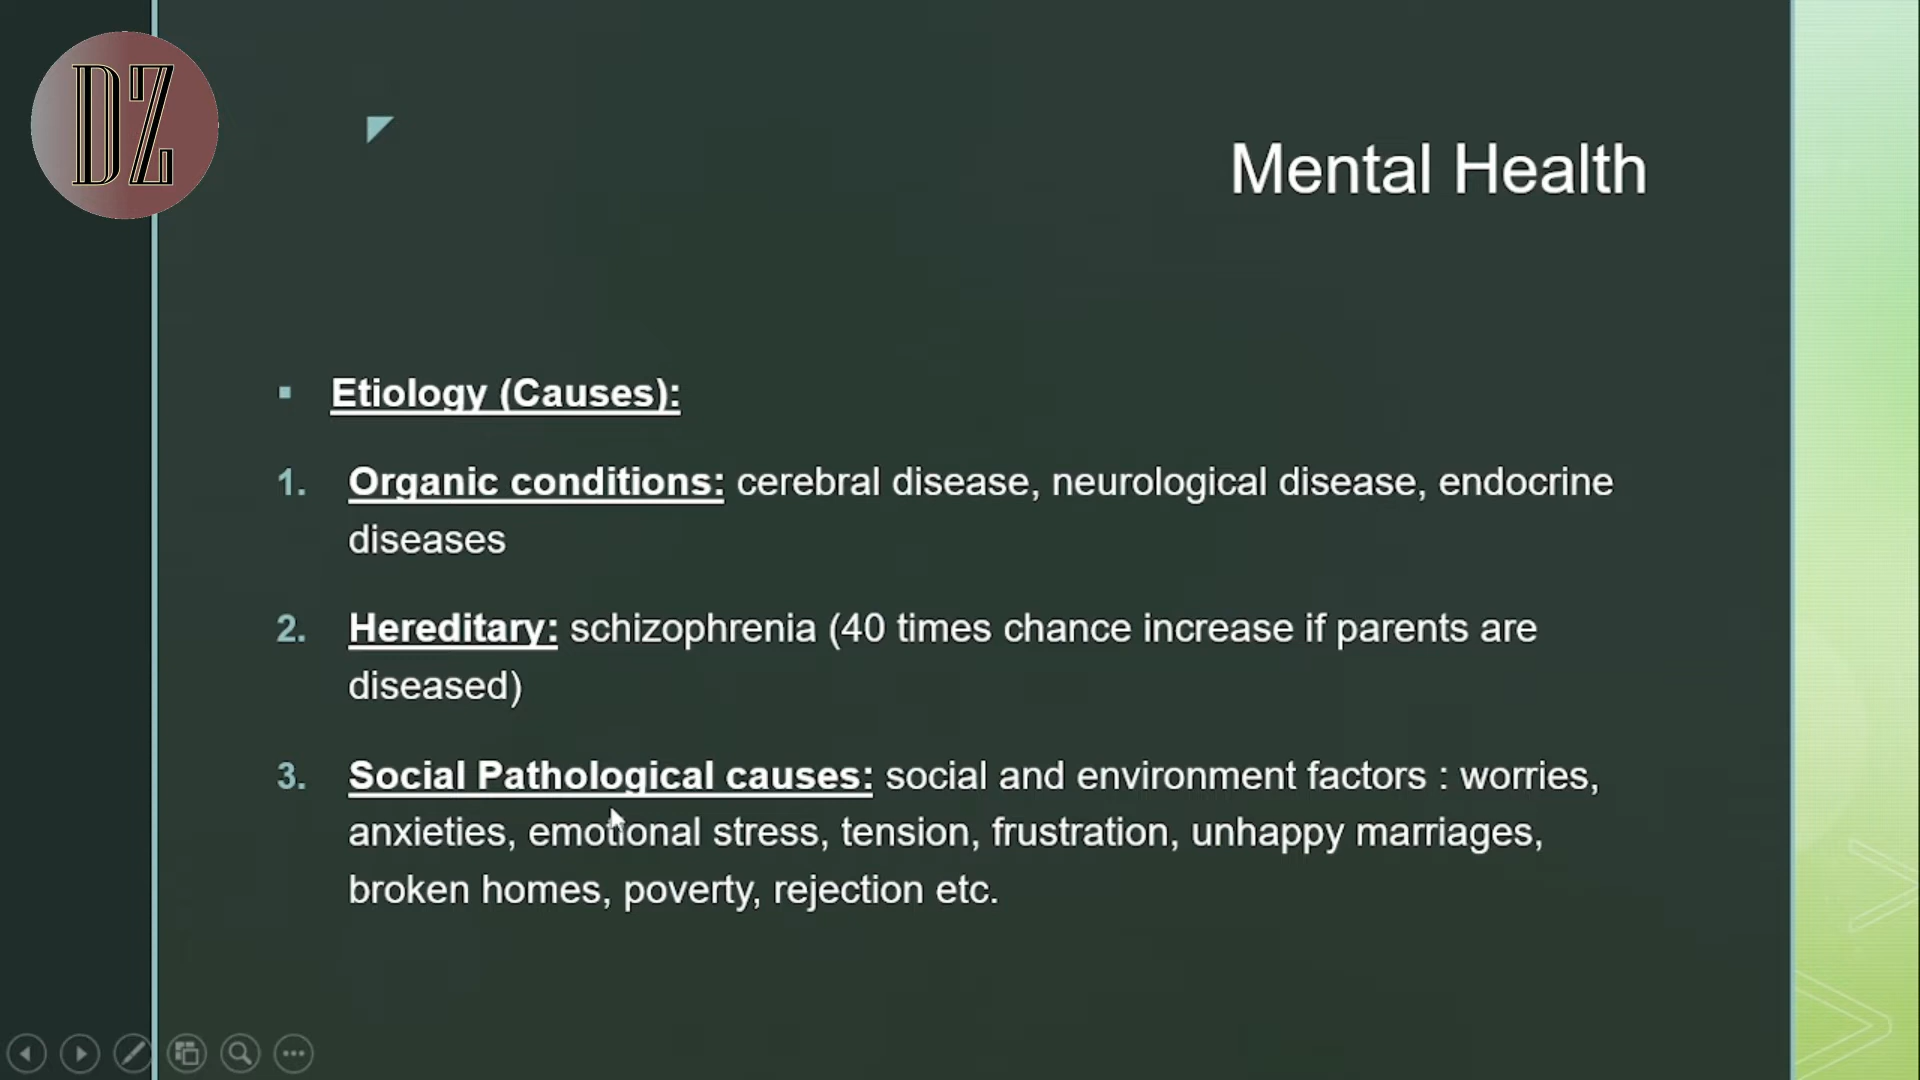 DZ
Mental Health
▪ Etiology (Causes):
1. Organic conditions: cerebral disease, neurological disease, endocrine
diseases
2. Hereditary: schizophrenia (40 times chance increase if parents are
diseased)
3. Social Pathological causes: social and environment factors : worries,
anxieties, emotional stress, tension, frustration, unhappy marriages,
broken homes, poverty, rejection etc.